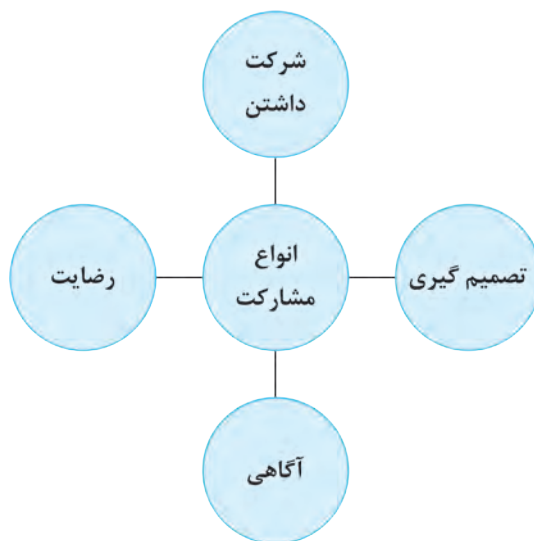 شرکت
داشتن
تصمیم گیری
انواع
مشارکت
رضایت
آگاهی